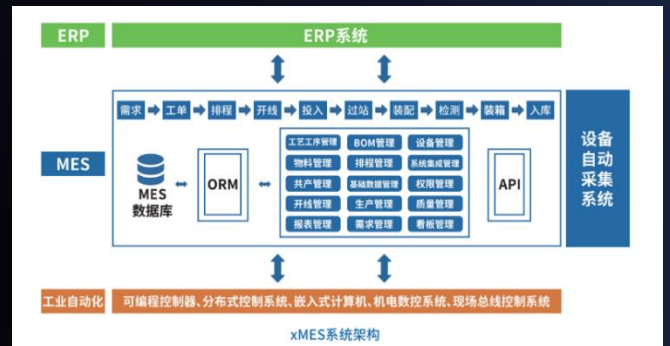 ERP
ERP系统
需求 工单 排程 开线 投入 过站 装配 检测 装箱 入库
MES
MES
数据库
ORM
工艺工序管理 BOM管理 设备管理
物料管理 排程管理 系统集成管理
共产管理 基础数据管理 权限管理
开线管理 生产管理 质量管理
报表管理 需求管理 看板管理
API
设备
自动
采集
系统
工业自动化
可编程控制器、分布式控制系统、嵌入式计算机、机电数控系统、现场总线控制系统
xMES系统架构